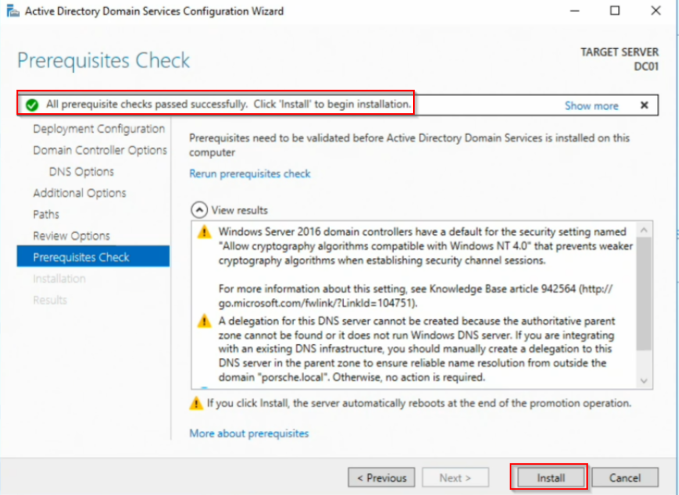 Active Directory Domain Services Configuration Wizard
Prerequisites Check
TARGET SERVER
DC01
All prerequisite checks passed successfully. Click 'Install' to begin installation.
Show more
Deployment Configuration
Domain Controller Options
DNS Options
Additional Options
Paths
Review Options
Prerequisites Check
Installation
Results
Prerequisites need to be validated before Active Directory Domain Services is installed on this
computer
Rerun prerequisites check
View results
Windows Server 2016 domain controllers have a default for the security setting named
"Allow cryptography algorithms compatible with Windows NT 4.0" that prevents weaker
cryptography algorithms when establishing security channel sessions.
For more information about this setting, see Knowledge Base article 942564 (http://
go.microsoft.com/fwlink/?LinkId=104751).
A delegation for this DNS server cannot be created because the authoritative parent
zone cannot be found or it does not run Windows DNS server. If you are integrating
with an existing DNS infrastructure, you should manually create a delegation to this
DNS server in the parent zone to ensure reliable name resolution from outside the
domain "porsche.local". Otherwise, no action is required.
If you click Install, the server automatically reboots at the end of the promotion operation.
More about prerequisites
< Previous
Next >
Install
Cancel